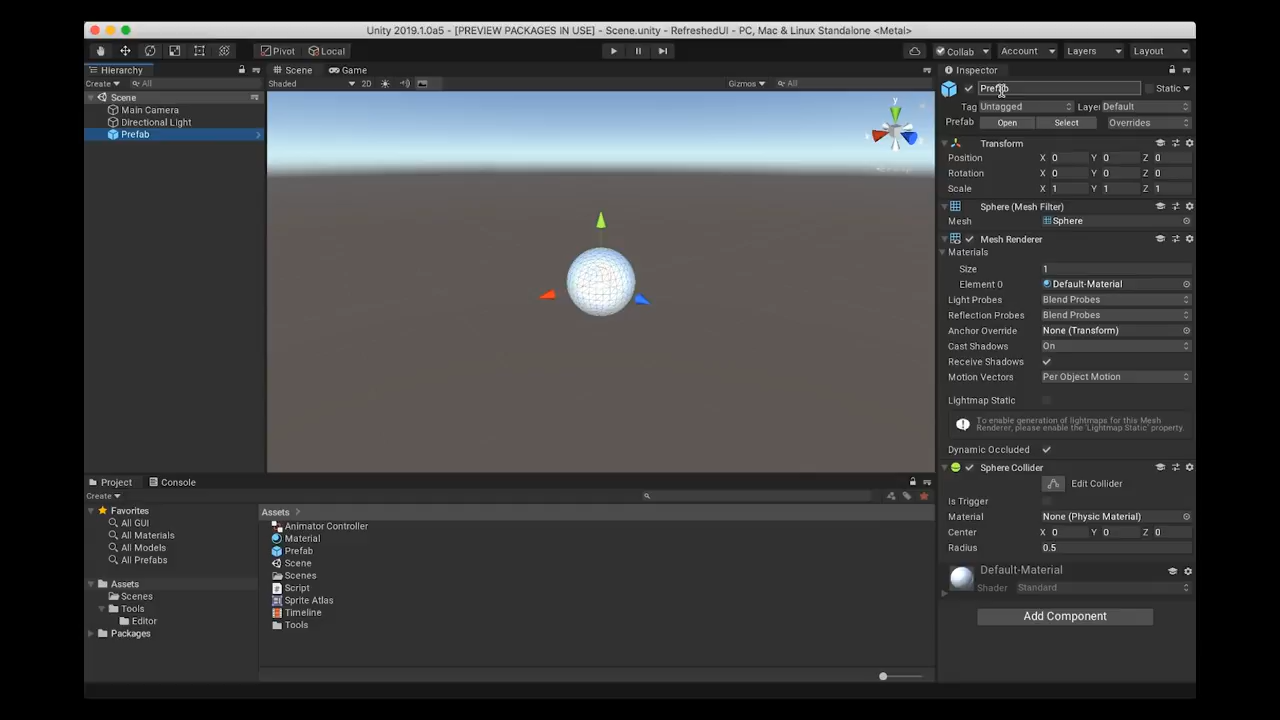 Unity 2019.1.0a5 - [PREVIEW PACKAGES IN USE] - Scene.unity - RefreshedUI - PC, Mac & Linux Standalone <Metal>
Pivot Local Collab Account Layers Layout
Hierarchy
Create All
Scene
Main Camera
Directional Light
Prefab
Scene Game
Shaded 2D Gizmos All
y
Inspector
Prefab Static
Tag Untagged Layer Default
Prefab Open Select Overrides
Transform
Position X 0 Y 0 Z 0
Rotation X 0 Y 0 Z 0
Scale X 1 Y 1 Z 1
Sphere (Mesh Filter)
Mesh Sphere
Mesh Renderer
Materials
Size 1
Element 0 Default-Material
Light Probes Blend Probes
Reflection Probes Blend Probes
Anchor Override None (Transform)
Cast Shadows On
Receive Shadows
Motion Vectors Per Object Motion
Lightmap Static
To enable generation of lightmaps for this Mesh
Renderer, please enable the 'Lightmap Static' property.
Dynamic Occluded
Sphere Collider
Edit Collider
Is Trigger
Material None (Physic Material)
Center X 0 Y 0 Z 0
Radius 0.5
Default-Material
Shader Standard
Add Component
Project Console
Create
Favorites
All GUI
All Materials
All Models
All Prefabs
Assets
Scenes
Tools
Editor
Packages
Assets
Animator Controller
Material
Prefab
Scene
Scenes
Script
Sprite Atlas
Timeline
Tools